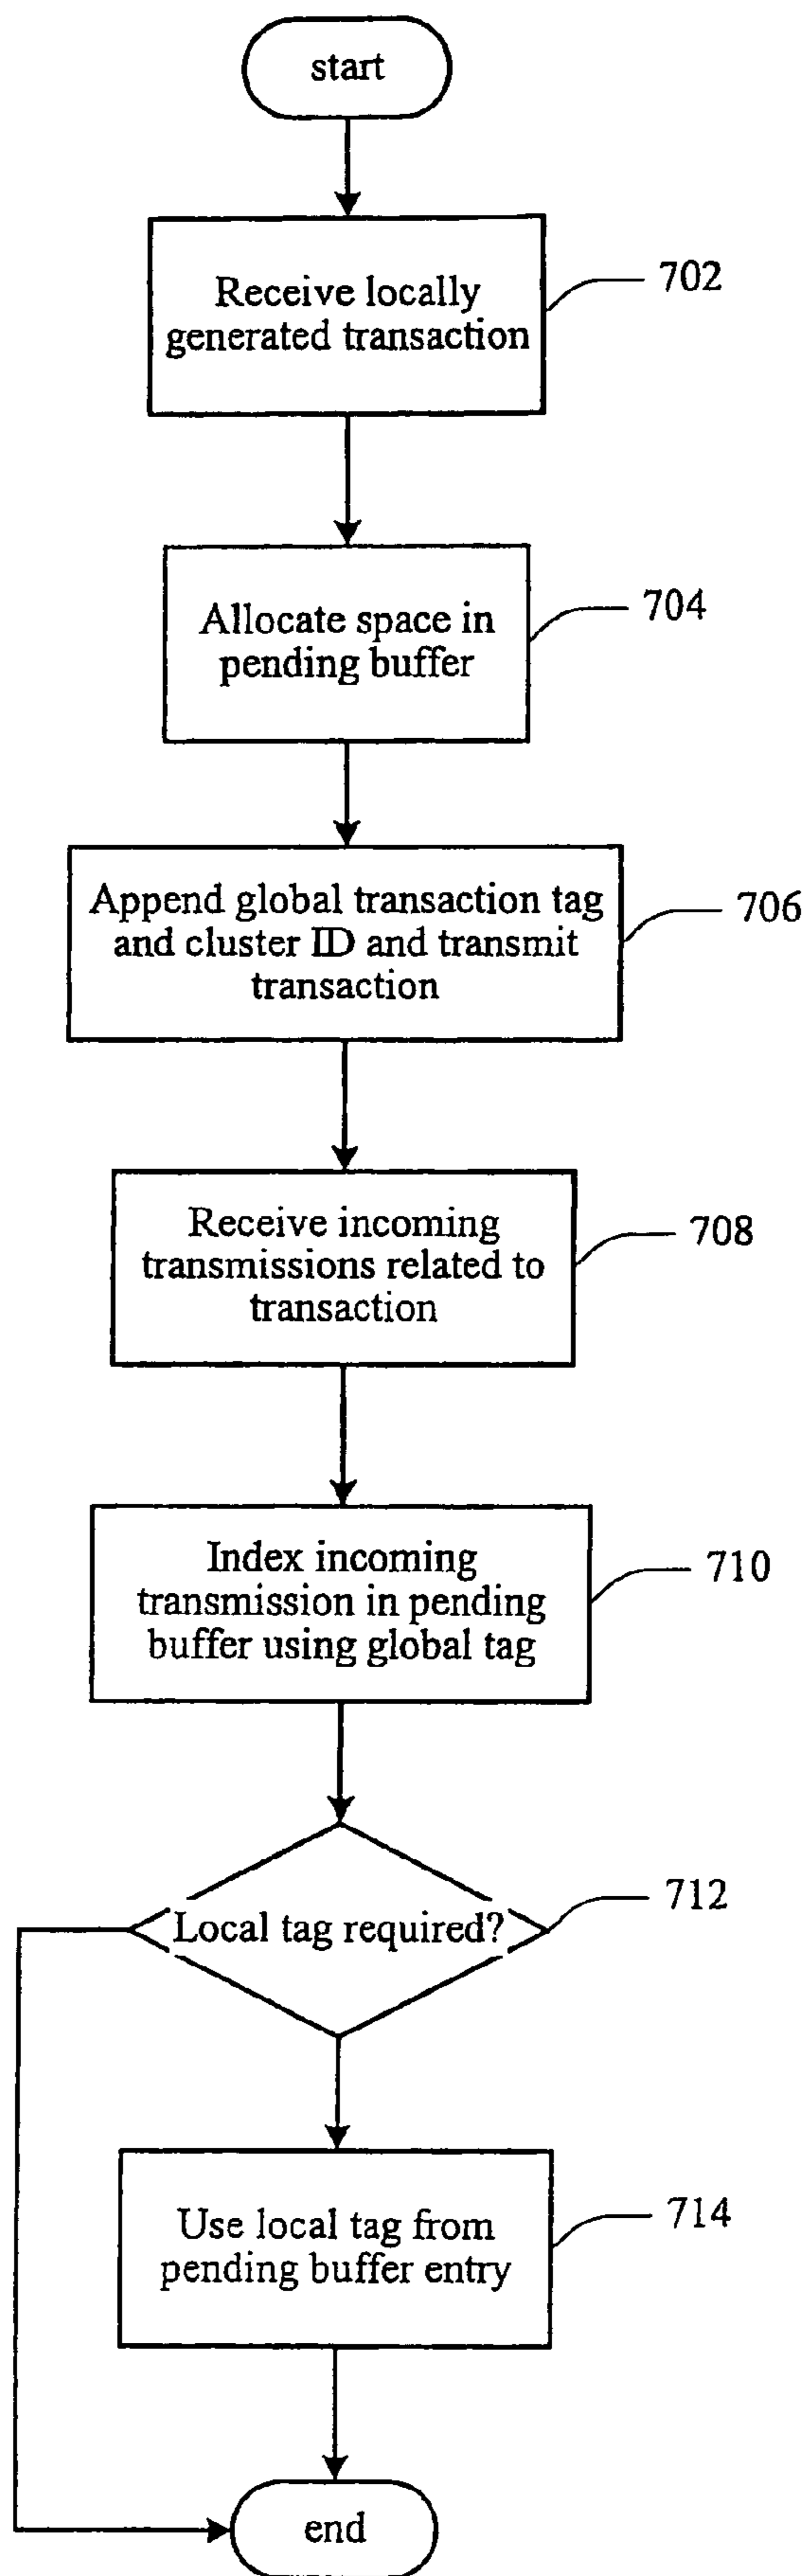 start
Receive locally
generated transaction
702
Allocate space in
pending buffer
704
Append global transaction tag
and cluster ID and transmit
transaction
706
Receive incoming
transmissions related to
transaction
708
Index incoming
transmission in pending
buffer using global tag
710
Local tag required?
712
Use local tag from
pending buffer entry
714
end